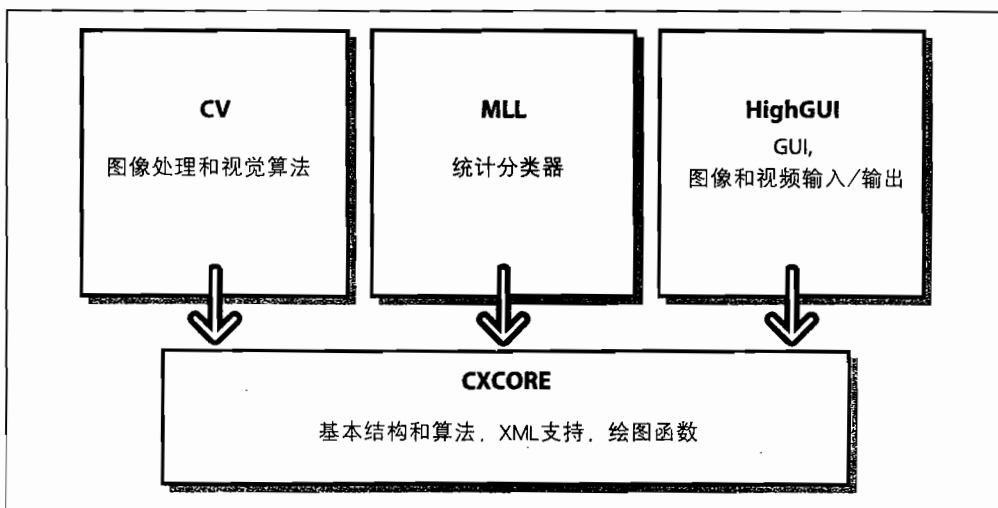 CV
图像处理和视觉算法
MLL
统计分类器
HighGUI
GUI,
图像和视频输入/输出
CXCORE
基本结构和算法，XML支持，绘图函数